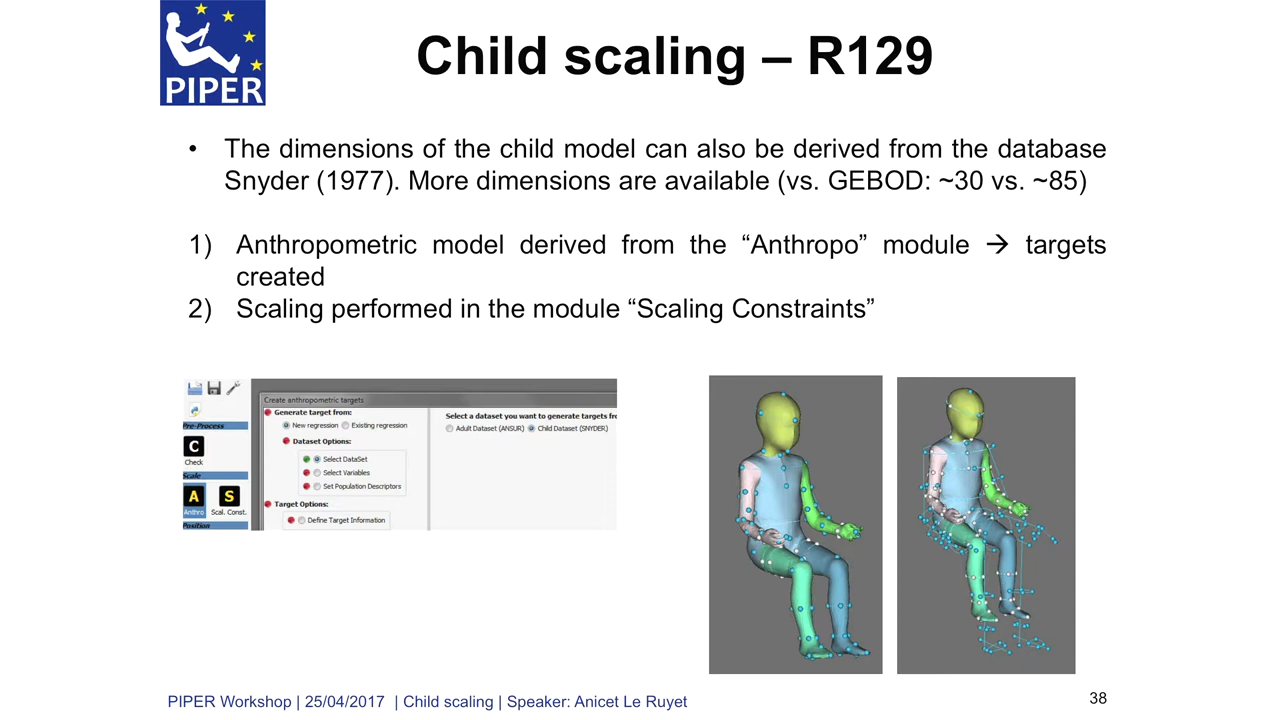 PIPER
Child scaling – R129
• The dimensions of the child model can also be derived from the database
Snyder (1977). More dimensions are available (vs. GEBOD: ~30 vs. ~85)
1) Anthropometric model derived from the “Anthropo” module → targets
created
2) Scaling performed in the module “Scaling Constraints”
Pre-Process
C
Check
Scale
A S
Anthro Scal. Const.
Position
Create anthropometric targets
Generate target from:
New regression Existing regression
Dataset Options:
Select DataSet
Select Variables
Set Population Descriptors
Target Options:
Define Target Information
Select a dataset you want to generate targets
Adult Dataset (ANSUR) Child Dataset (SNYDER)
PIPER Workshop | 25/04/2017 | Child scaling | Speaker: Anicet Le Ruyet
38